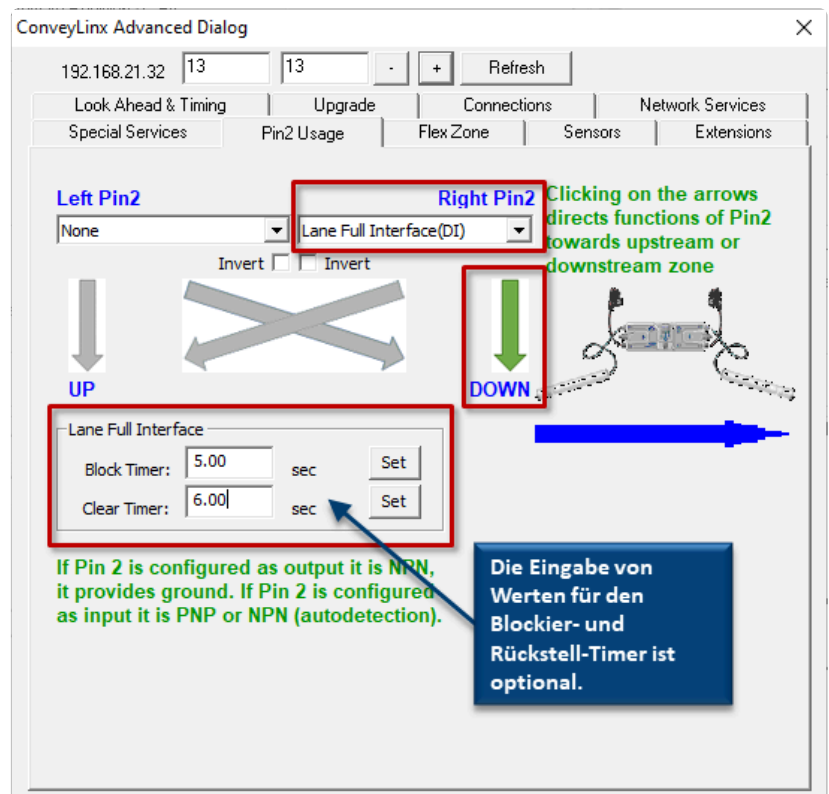 ConveyLinx Advanced Dialog
192.168.21.32 13 13 - + Refresh
Look Ahead & Timing Upgrade Connections Network Services
Special Services Pin2 Usage Flex Zone Sensors Extensions
Left Pin2 Right Pin2
None Lane Full Interface(DI)
Invert Invert
Clicking on the arrows
directs functions of Pin2
towards upstream or
downstream zone
UP DOWN
Lane Full Interface
Block Timer: 5.00 sec Set
Clear Timer: 6.00 sec Set
If Pin 2 is configured as output it is NPN,
it provides ground. If Pin 2 is configured
as input it is PNP or NPN (autodetection).
Die Eingabe von
Werten für den
Blockier- und
Rückstell-Timer ist
optional.